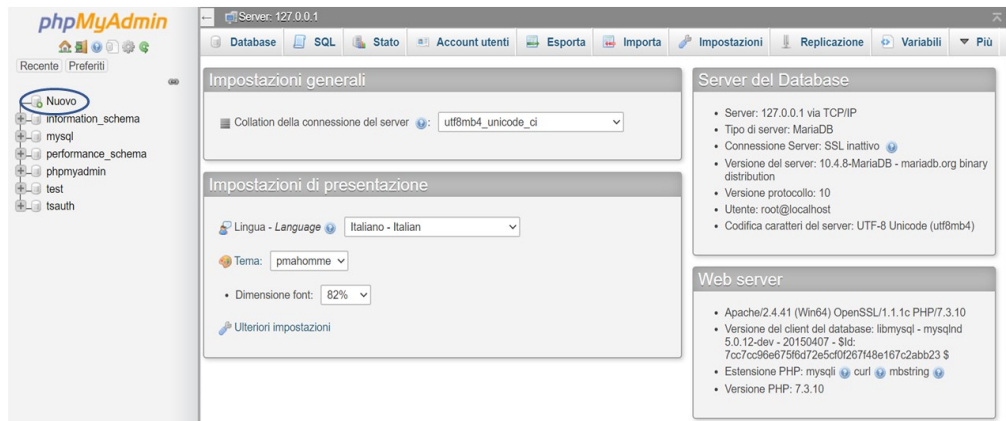 phpMyAdmin
Recente Preferiti
Nuovo
information_schema
mysql
performance_schema
phpmyadmin
test
tsauth
Server: 127.0.0.1
Database SQL Stato Account utenti Esporta Importa Impostazioni Replicazione Variabili Più
Impostazioni generali
Collation della connessione del server : utf8mb4_unicode_ci
Impostazioni di presentazione
Lingua - Language Italiano - Italian
Tema: pmahomme
• Dimensione font: 82%
Ulteriori impostazioni
Server del Database
• Server: 127.0.0.1 via TCP/IP
• Tipo di server: MariaDB
• Connessione Server: SSL inattivo
• Versione del server: 10.4.8-MariaDB - mariadb.org binary
distribution
• Versione protocollo: 10
• Utente: root@localhost
• Codifica caratteri del server: UTF-8 Unicode (utf8mb4)
Web server
• Apache/2.4.41 (Win64) OpenSSL/1.1.1c PHP/7.3.10
• Versione del client del database: libmysql - mysqlnd
5.0.12-dev - 20150407 - $Id:
7cc7cc96e675f6d72e5cf0f267f48e167c2abb23 $
• Estensione PHP: mysqli curl mbstring
• Versione PHP: 7.3.10